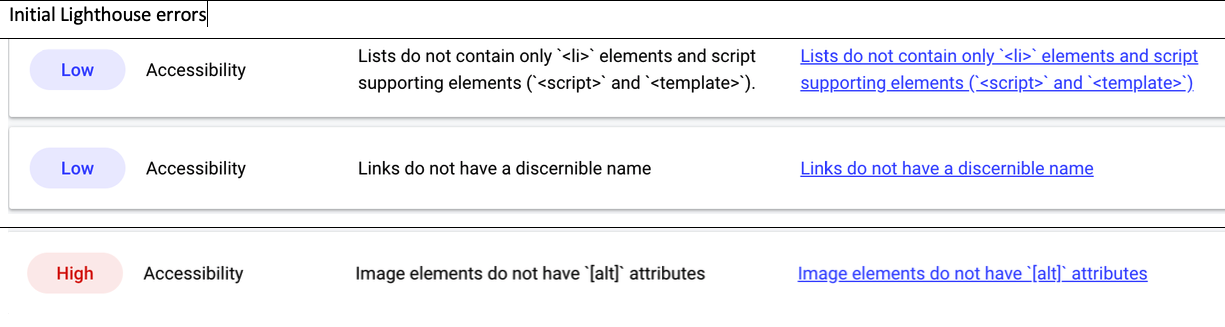 Initial Lighthouse errors
Low Accessibility Lists do not contain only `<li>` elements and script Lists do not contain only `<li>` elements and script
supporting elements (`<script>` and `<template>`). supporting elements (`<script>` and `<template>`)
Low Accessibility Links do not have a discernible name Links do not have a discernible name
High Accessibility Image elements do not have `[alt]` attributes Image elements do not have `[alt]` attributes